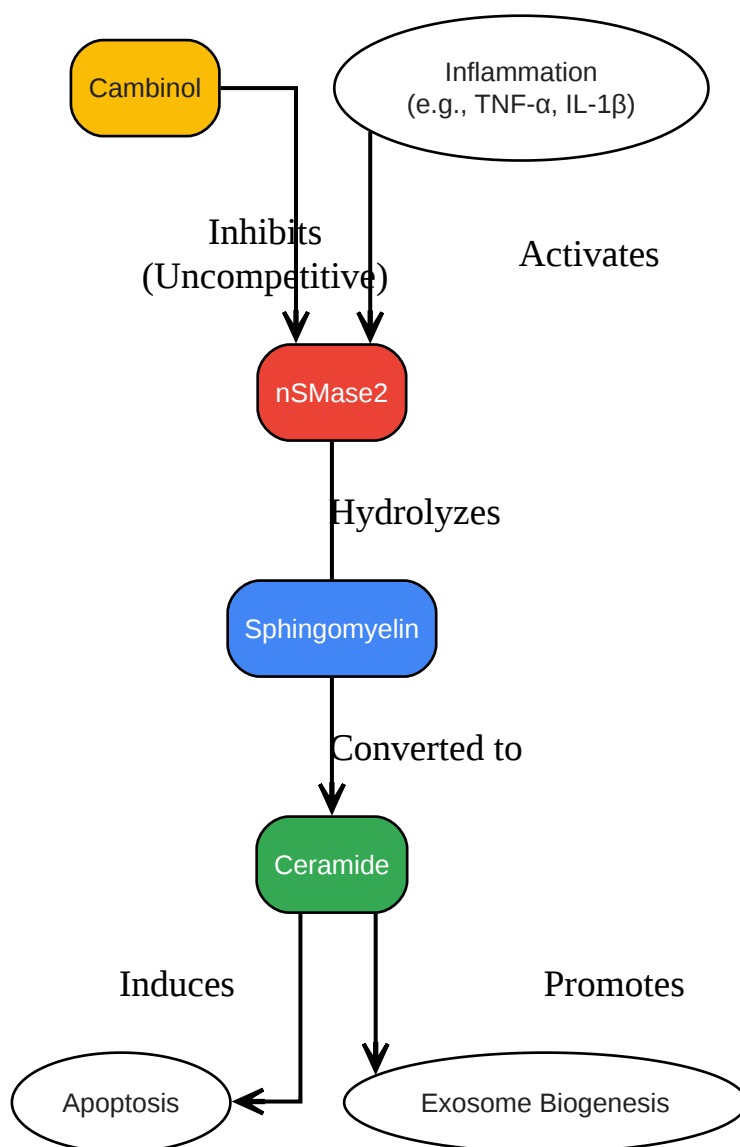 Cambinol
Inflammation
(e.g., TNF-α, IL-1β)
Inhibits
(Uncompetitive)
Activates
nSMase2
Hydrolyzes
Sphingomyelin
Converted to
Ceramide
Induces
Promotes
Apoptosis
Exosome Biogenesis